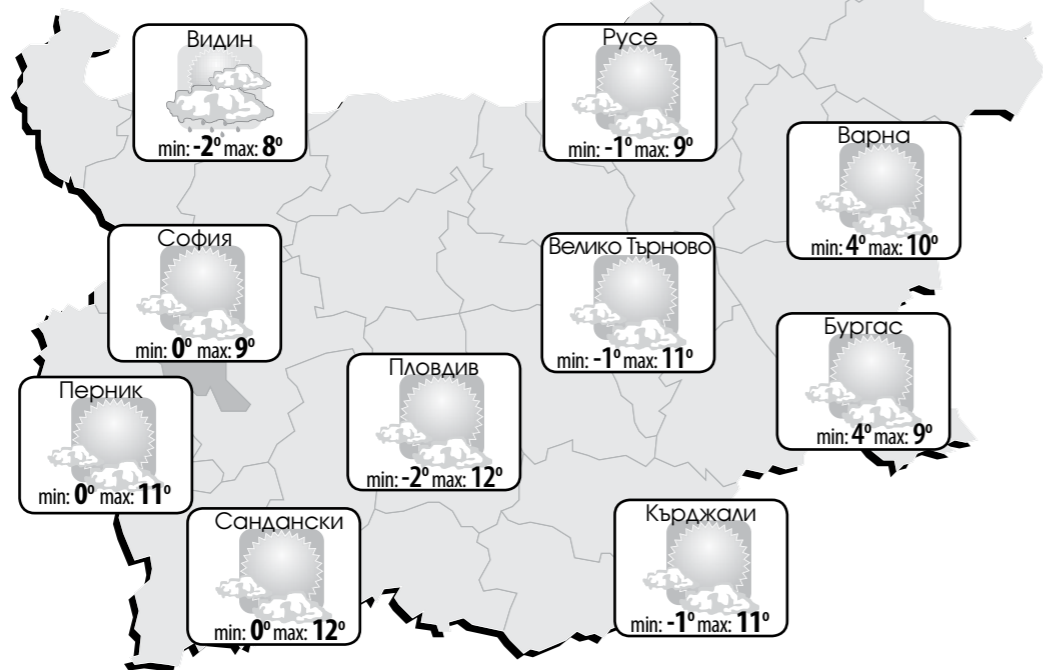 Видин
min: -2° max: 8°
Русе
min: -1° max: 9°
Варна
min: 4° max: 10°
София
min: 0° max: 9°
Велико Търново
min: -1° max: 11°
Бургас
min: 4° max: 9°
Пловдив
min: -2° max: 12°
Перник
min: 0° max: 11°
Сандански
min: 0° max: 12°
Кърджали
min: -1° max: 11°